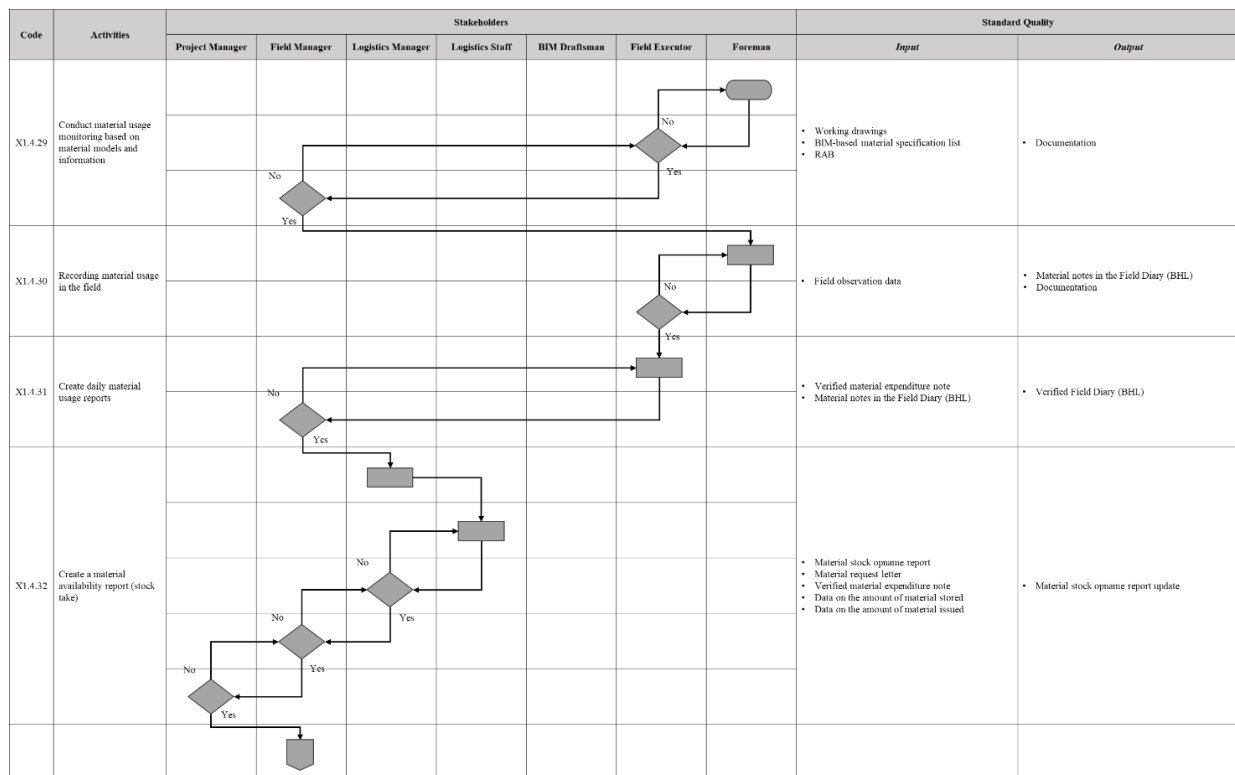 Code
Activities
Stakeholders
Standard Quality
Project Manager
Field Manager
Logistics Manager
Logistics Staff
BIM Draftsman
Field Executor
Foreman
Input
Output
X1.4.29
Conduct material usage
monitoring based on
material models and
information
No
Yes
No
Yes
• Working drawings
• BIM-based material specification list
• RAB
• Documentation
X1.4.30
Recording material usage
in the field
No
Yes
• Field observation data
• Material notes in the Field Diary (BHL)
• Documentation
X1.4.31
Create daily material
usage reports
No
Yes
• Verified material expenditure note
• Material notes in the Field Diary (BHL)
• Verified Field Diary (BHL)
X1.4.32
Create a material
availability report (stock
take)
No
Yes
No
Yes
No
Yes
• Material stock opname report
• Material request letter
• Verified material expenditure note
• Data on the amount of material stored
• Data on the amount of material issued
• Material stock opname report update